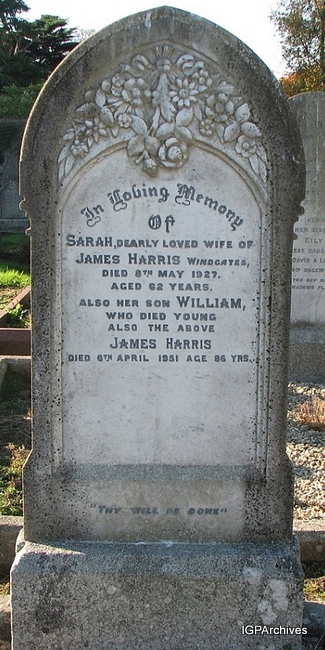 In Loving Memory
Of
SARAH, DEARLY LOVED WIFE OF
JAMES HARRIS WINDGATES,
DIED 8TH MAY 1927.
AGED 62 YEARS.
ALSO HER SON WILLIAM,
WHO DIED YOUNG
ALSO THE ABOVE
JAMES HARRIS
DIED 6TH APRIL 1951 AGE 86 YRS.
"THY WILL BE DONE"
EILY
IGPArchives